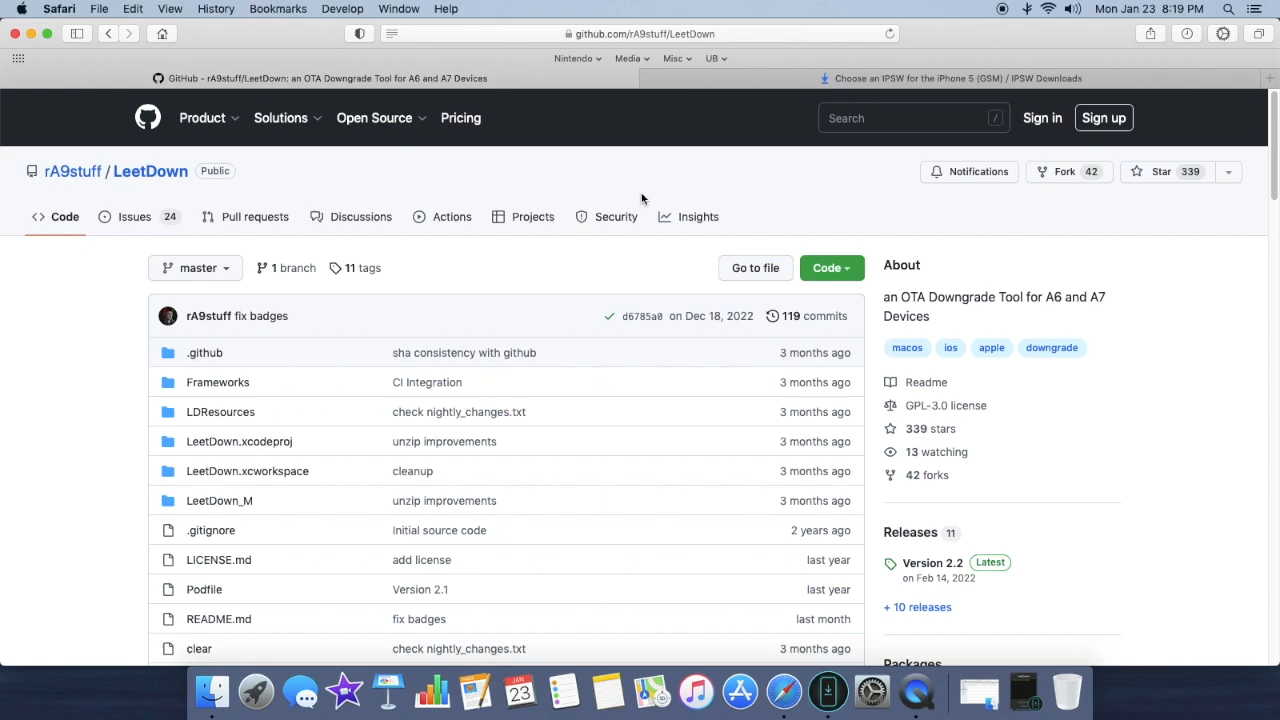 Safari File Edit View History Bookmarks Develop Window Help Mon Jan 23 8:19 PM
github.com/rA9stuff/LeetDown
Nintendo Media Misc UB
GitHub - rA9stuff/LeetDown: an OTA Downgrade Tool for A6 and A7 Devices
Choose an IPSW for the iPhone 5 (GSM) / IPSW Downloads
Product Solutions Open Source Pricing Search / Sign in Sign up
rA9stuff / LeetDown Public Notifications Fork 42 Star 339
Code Issues 24 Pull requests Discussions Actions Projects Security Insights
master 1 branch 11 tags Go to file Code
rA9stuff fix badges d6785a0 on Dec 18, 2022 119 commits
.github sha consistency with github 3 months ago
Frameworks CI Integration 3 months ago
LDResources check nightly_changes.txt 3 months ago
LeetDown.xcodeproj unzip improvements 3 months ago
LeetDown.xcworkspace cleanup 3 months ago
LeetDown_M unzip improvements 3 months ago
.gitignore Initial source code 2 years ago
LICENSE.md add license last year
Podfile Version 2.1 last year
README.md fix badges last month
clear check nightly_changes.txt 3 months ago
About
an OTA Downgrade Tool for A6 and A7
Devices
macos ios apple downgrade
Readme
GPL-3.0 license
339 stars
13 watching
42 forks
Releases 11
Version 2.2 Latest
on Feb 14, 2022
+ 10 releases
Packages
JAN
23